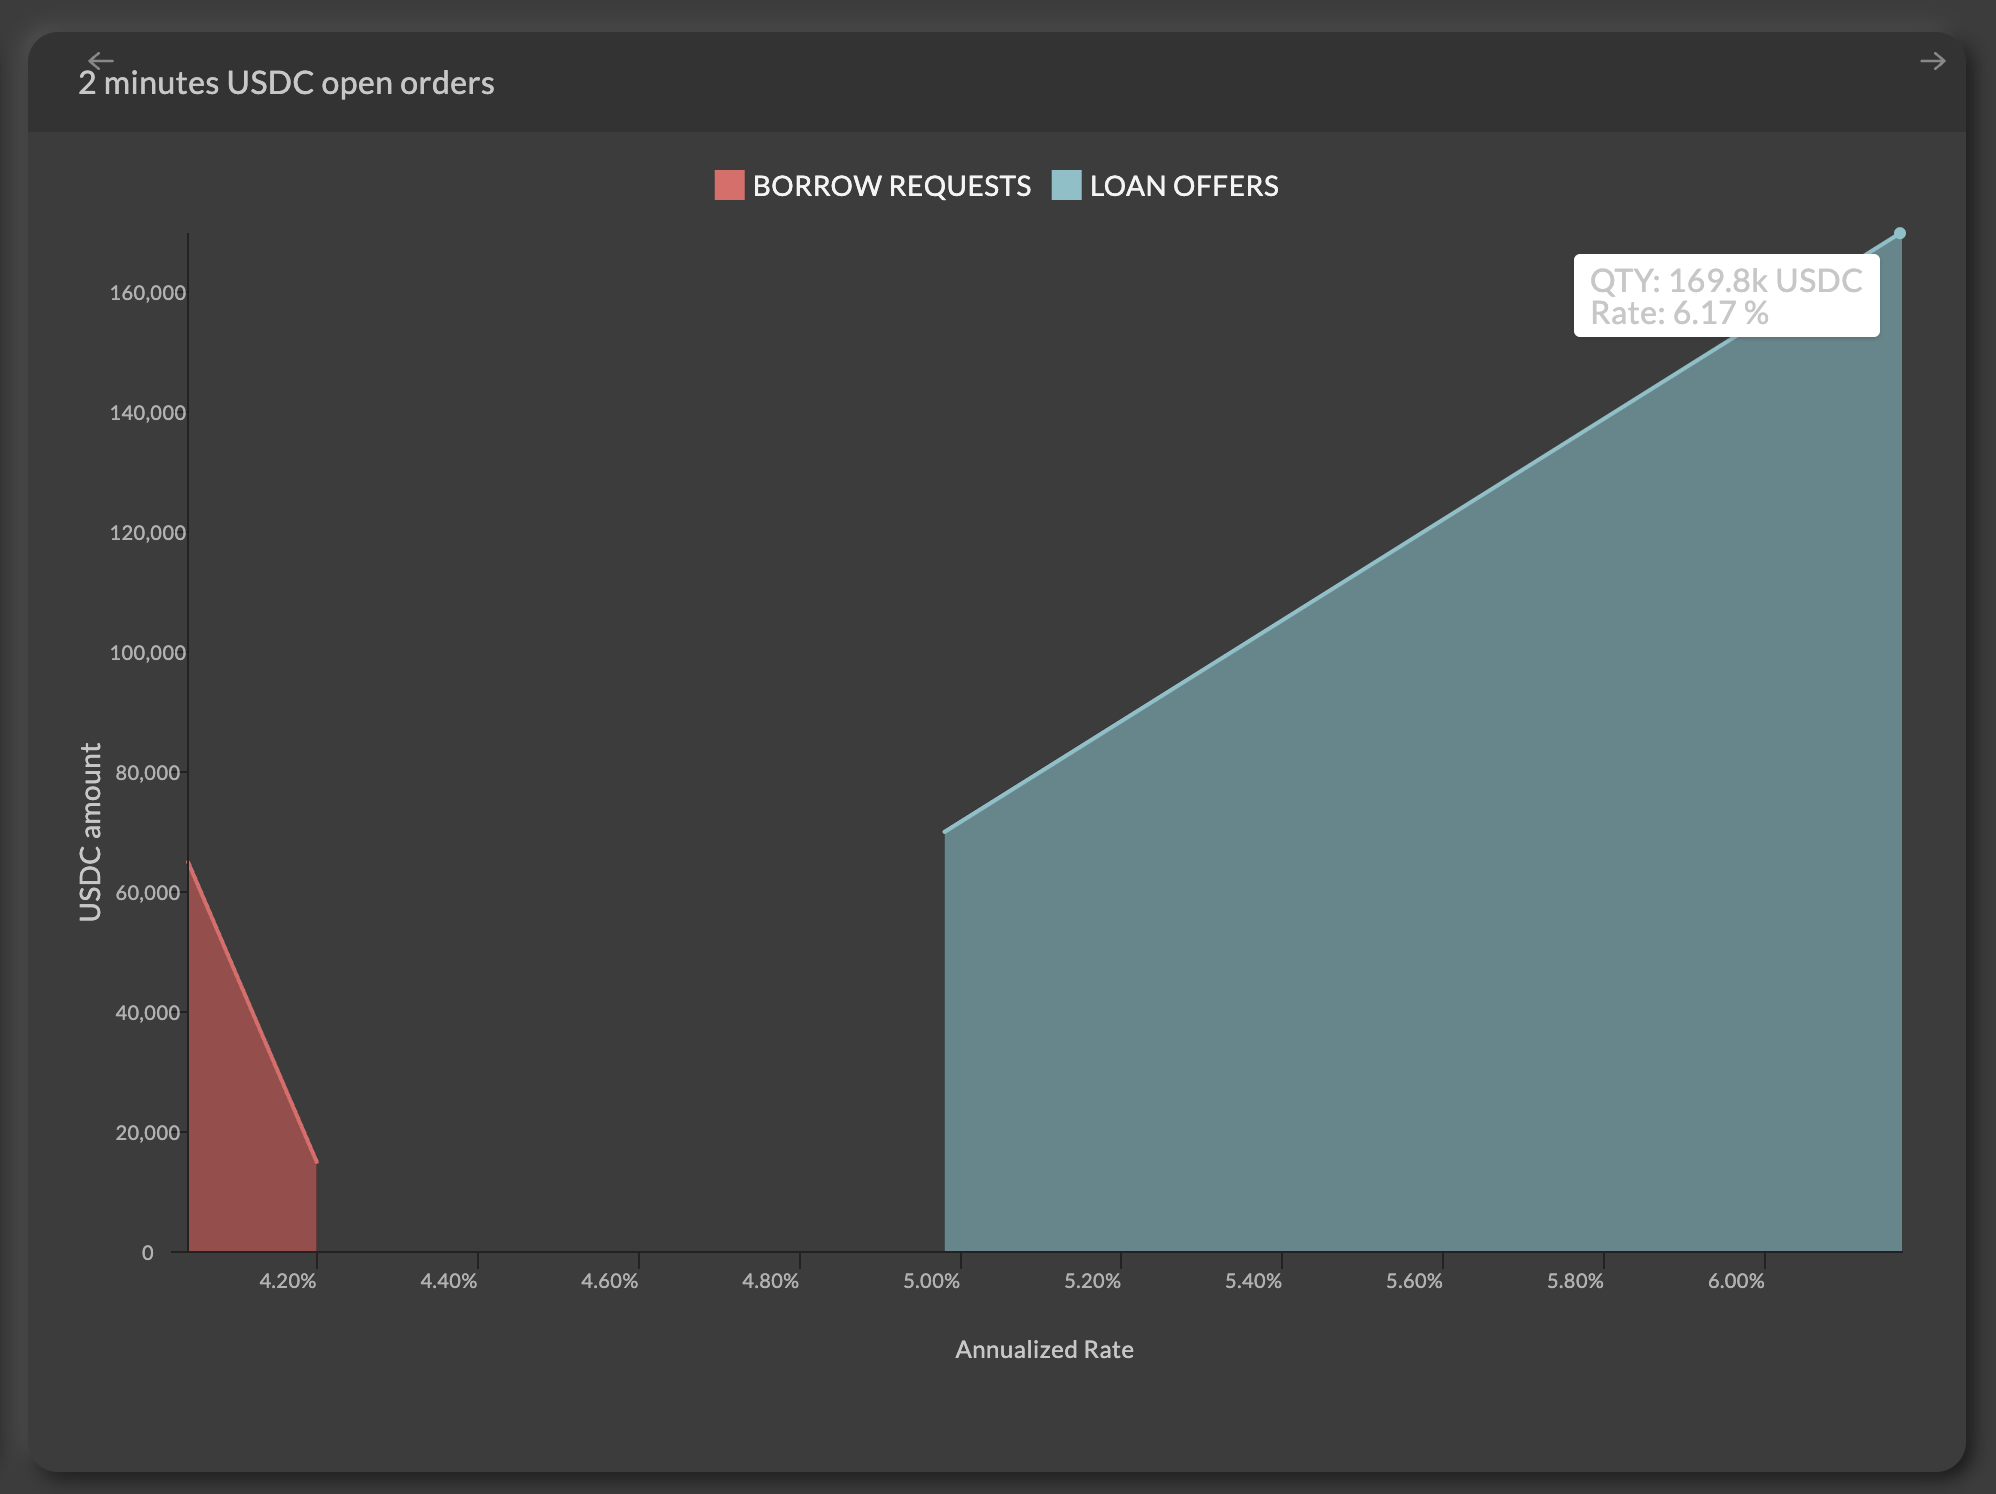 2 minutes USDC open orders
BORROW REQUESTS LOAN OFFERS
QTY: 169.8k USDC
Rate: 6.17 %
160,000
140,000
120,000
100,000
80,000
60,000
40,000
20,000
0
USDC amount
4.20% 4.40% 4.60% 4.80% 5.00% 5.20% 5.40% 5.60% 5.80% 6.00%
Annualized Rate